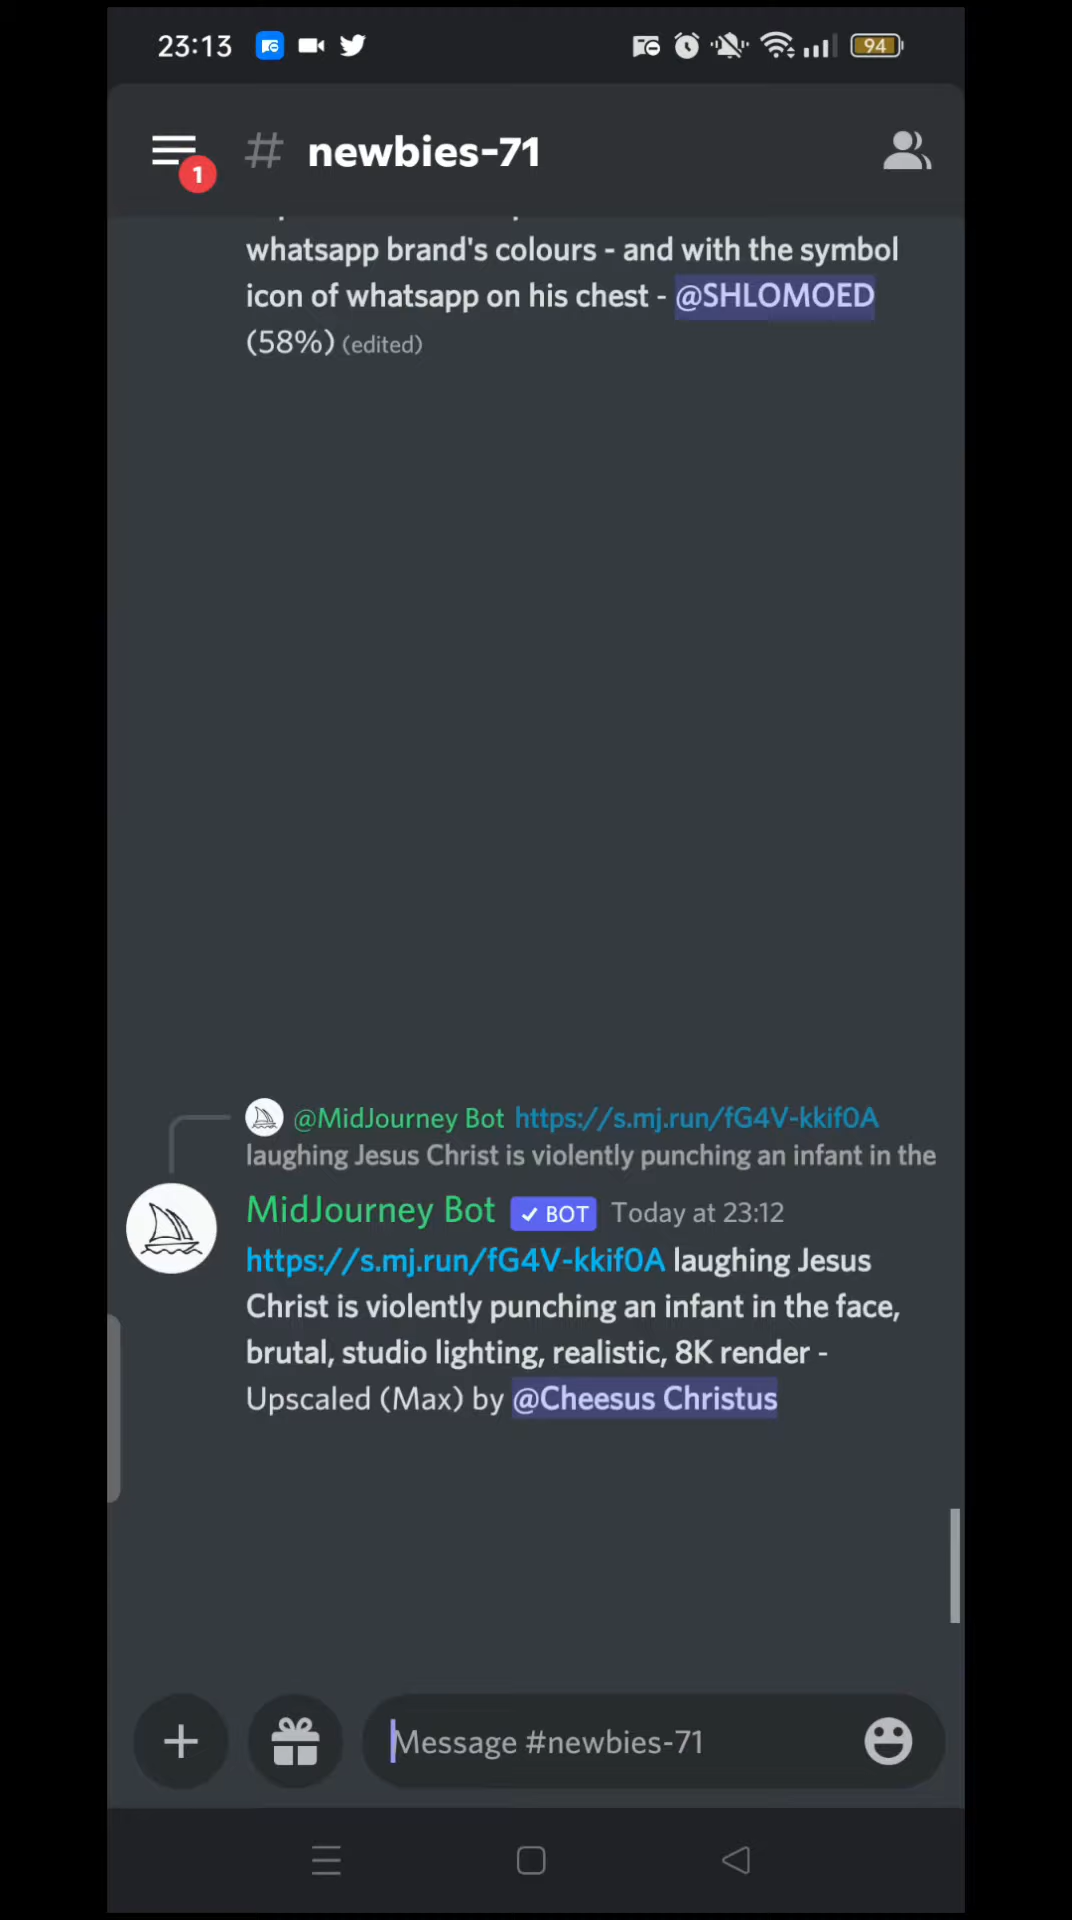 23:13
94
1
# newbies-71
whatsapp brand's colours - and with the symbol
icon of whatsapp on his chest - @SHLOMOED
(58%) (edited)
@MidJourney Bot https://s.mj.run/fG4V-kkif0A
laughing Jesus Christ is violently punching an infant in the
MidJourney Bot ✓ BOT Today at 23:12
https://s.mj.run/fG4V-kkif0A laughing Jesus
Christ is violently punching an infant in the face,
brutal, studio lighting, realistic, 8K render -
Upscaled (Max) by @Cheesus Christus
Message #newbies-71